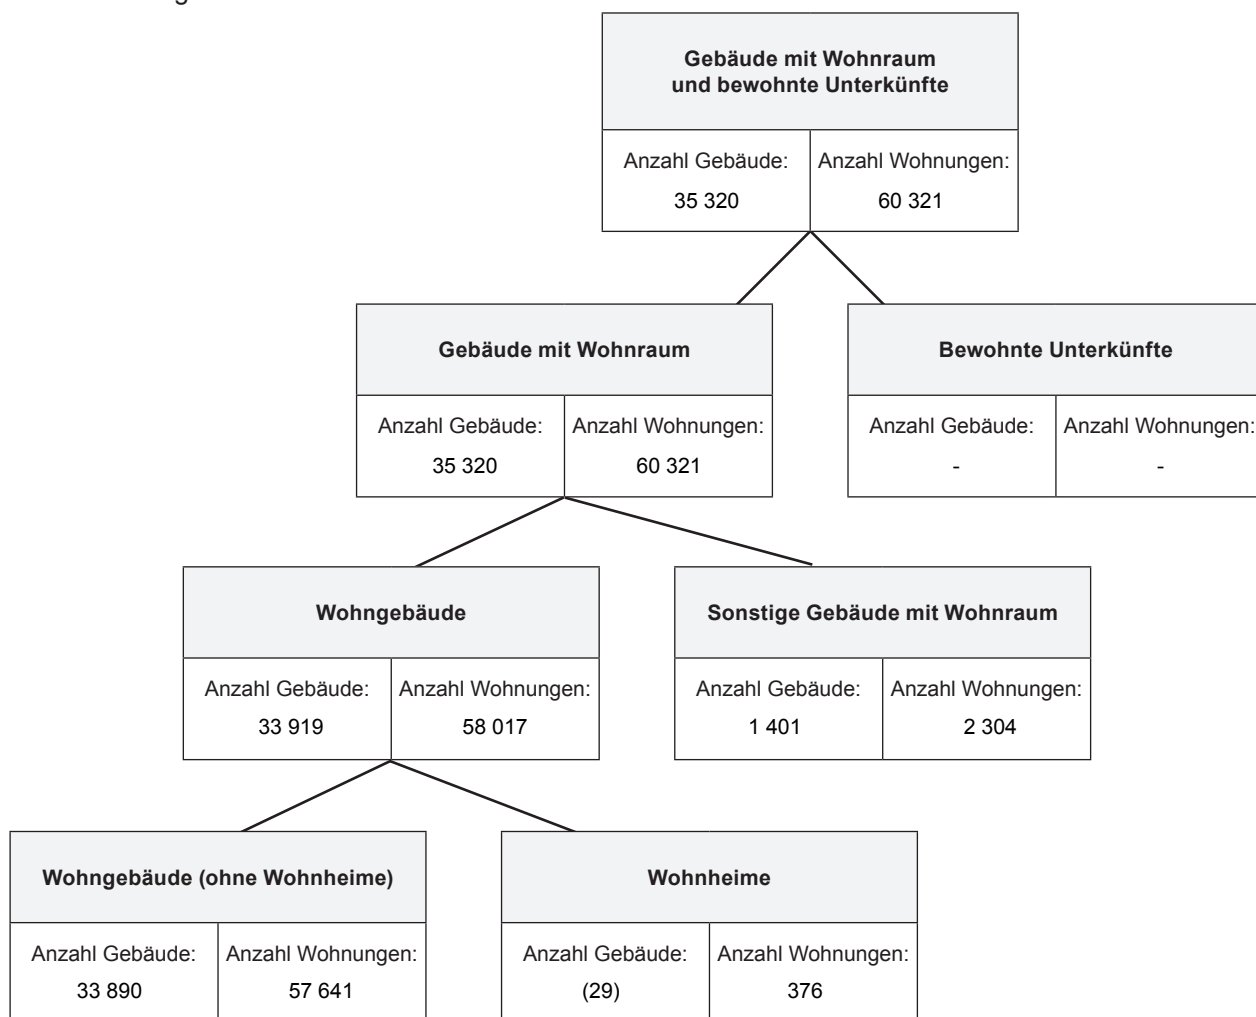 Gebäude mit Wohnraum
und bewohnte Unterkünfte
Anzahl Gebäude: Anzahl Wohnungen:
35 320 60 321
Gebäude mit Wohnraum
Anzahl Gebäude: Anzahl Wohnungen:
35 320 60 321
Bewohnte Unterkünfte
Anzahl Gebäude: Anzahl Wohnungen:
- -
Wohngebäude
Anzahl Gebäude: Anzahl Wohnungen:
33 919 58 017
Sonstige Gebäude mit Wohnraum
Anzahl Gebäude: Anzahl Wohnungen:
1 401 2 304
Wohngebäude (ohne Wohnheime)
Anzahl Gebäude: Anzahl Wohnungen:
33 890 57 641
Wohnheime
Anzahl Gebäude: Anzahl Wohnungen:
(29) 376